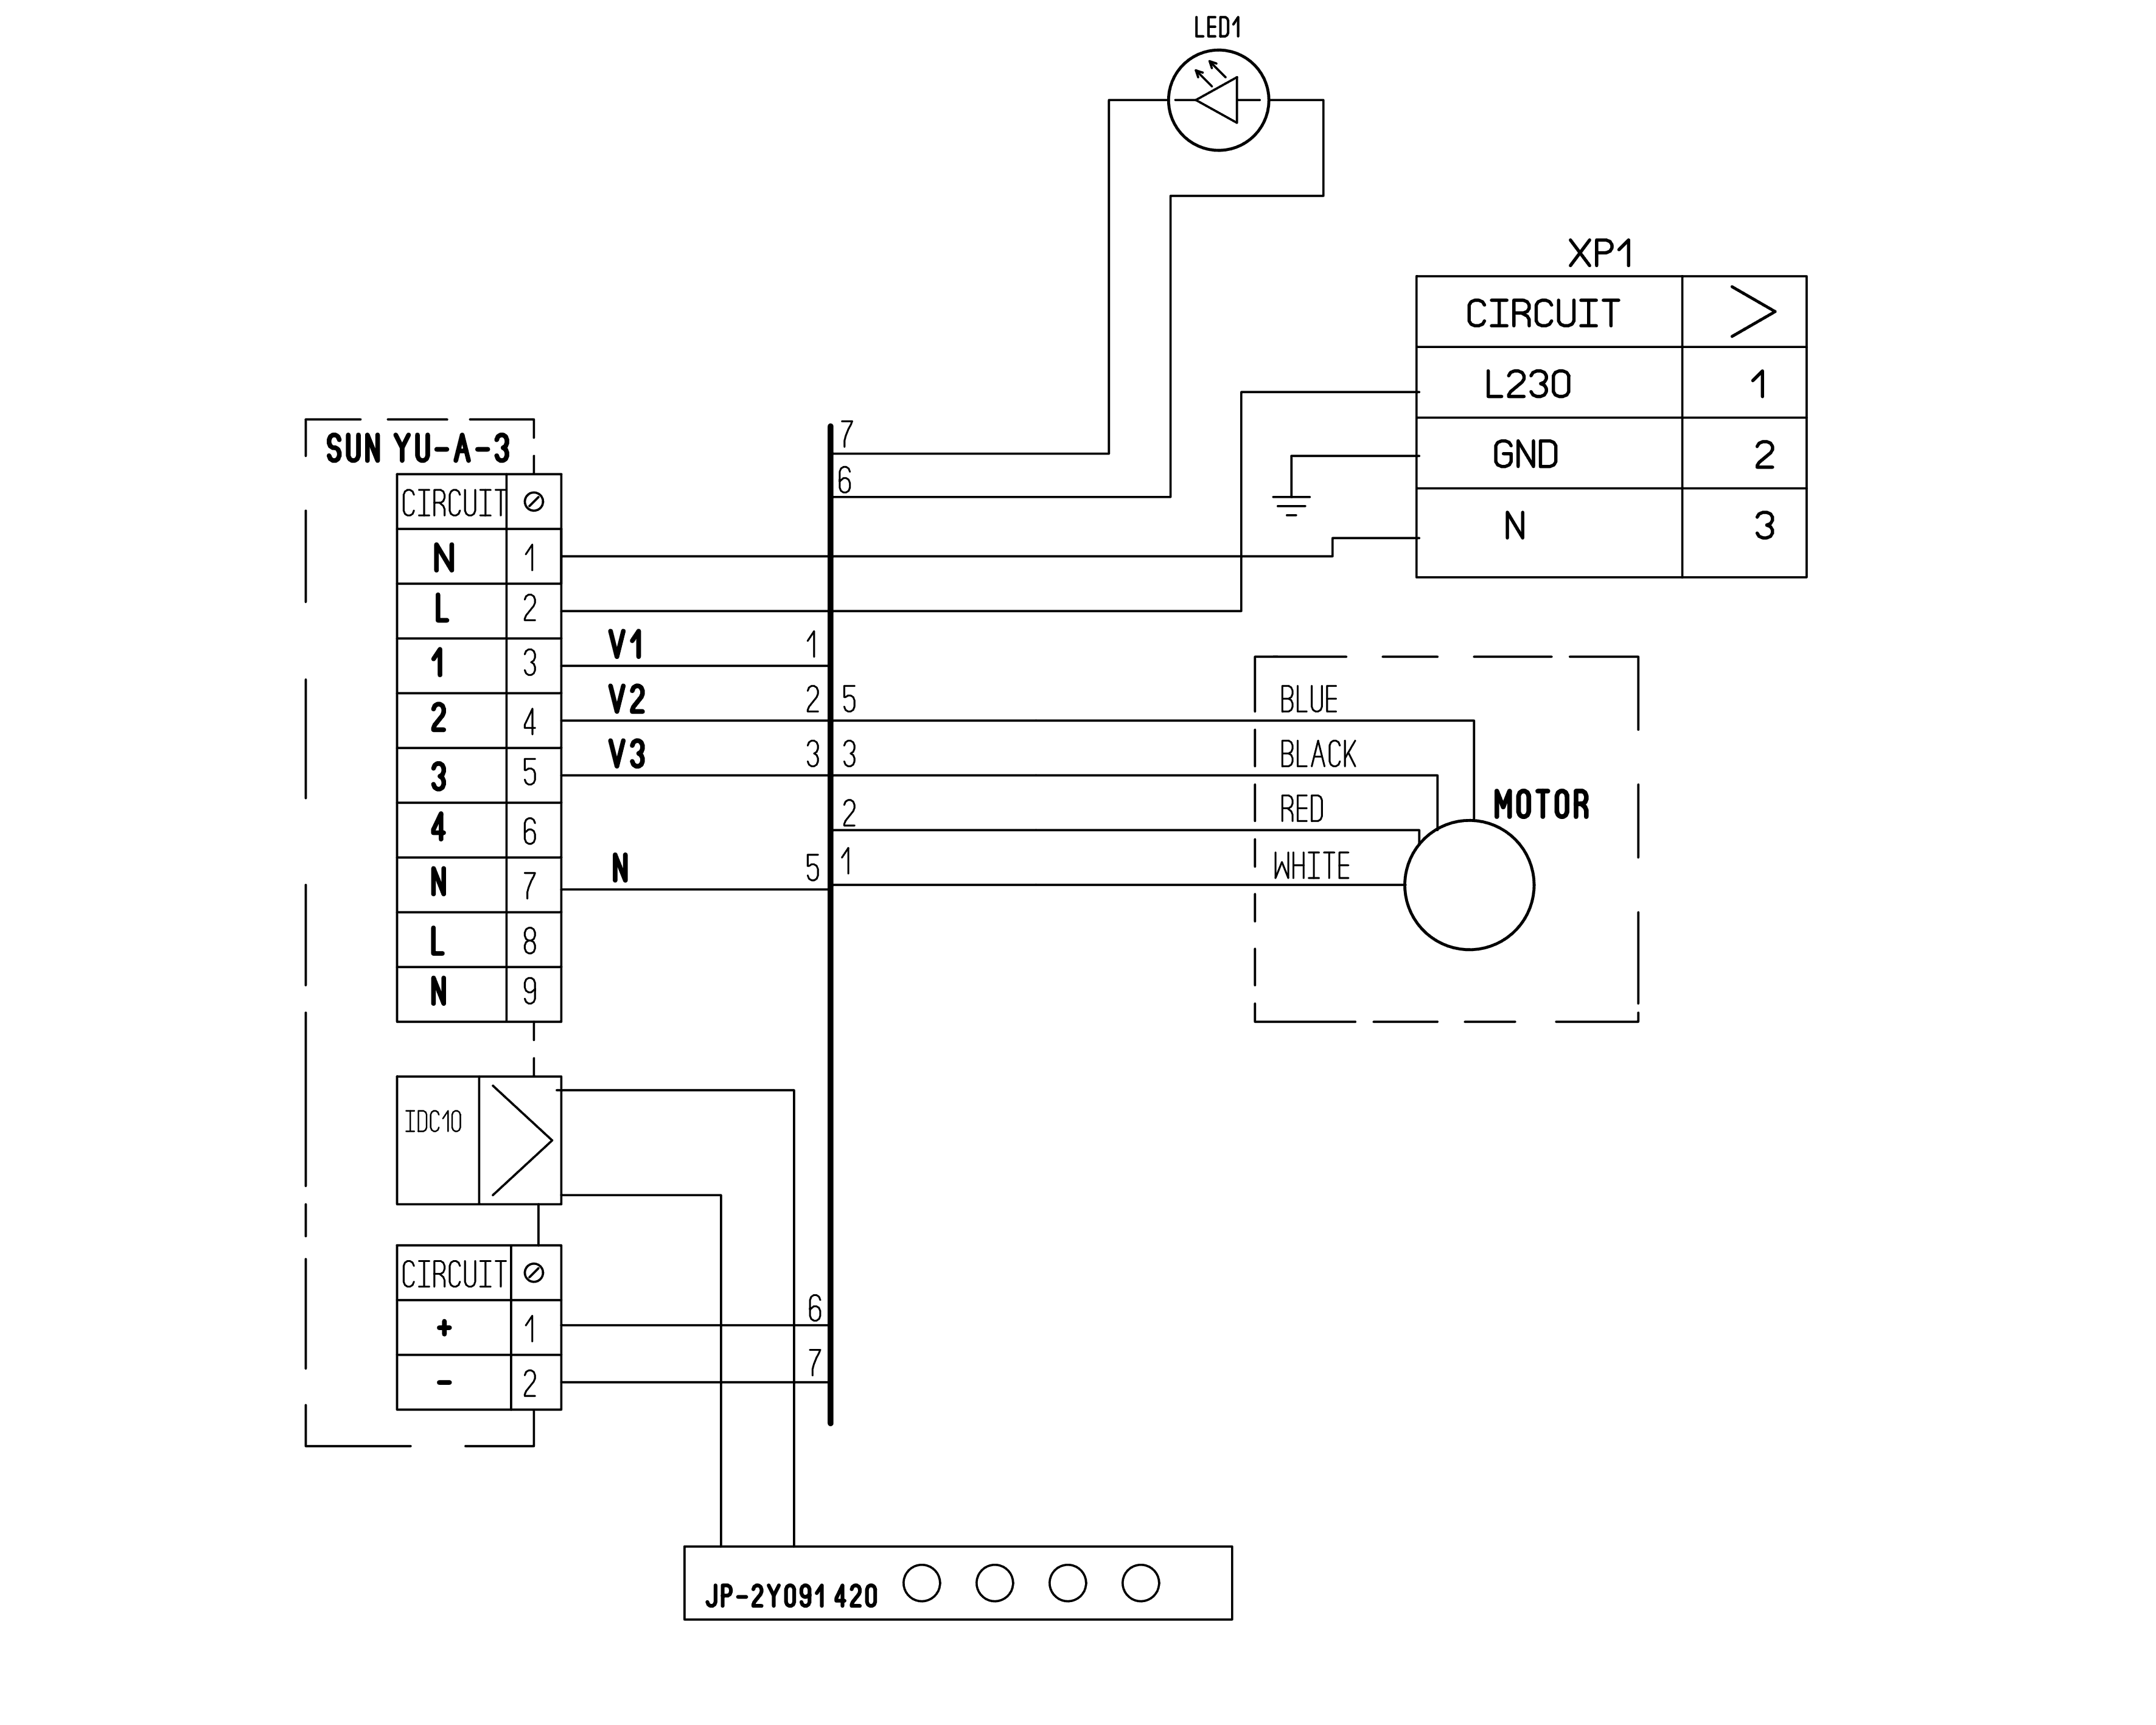 LED1
XP1
CIRCUIT
L230 1
GND 2
N 3
SUN YU-A-3
CIRCUIT
N 1
L 2
1 3
2 4
3 5
4 6
N 7
L 8
N 9
7
6
V1 1
V2 2 5
V3 3 3
2
N 5 1
BLUE
BLACK
RED
WHITE
MOTOR
IDC10
CIRCUIT
+ 1
- 2
6
7
JP-2Y091420